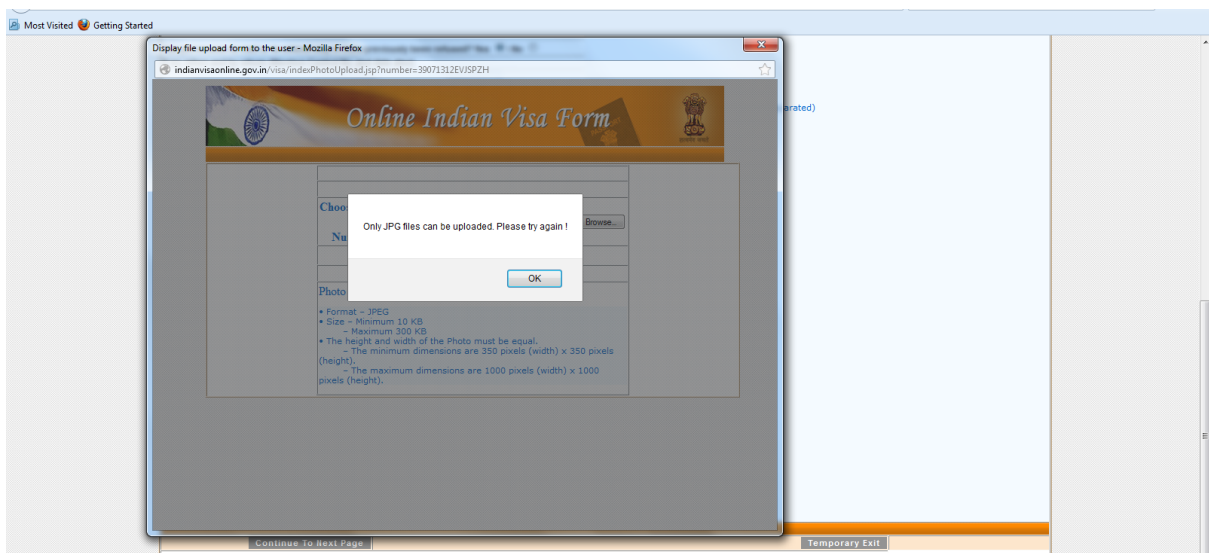 Most Visited Getting Started
Display file upload form to the user - Mozilla Firefox
indianvisaonline.gov.in/visa/indexPhotoUpload.jsp?number=39071312EVJSPZH
arated)
Online Indian Visa Form
Choo
Browse...
Only JPG files can be uploaded. Please try again !
Nu
OK
Photo
• Format – JPEG
• Size – Minimum 10 KB
– Maximum 300 KB
• The height and width of the Photo must be equal.
– The minimum dimensions are 350 pixels (width) x 350 pixels
(height).
– The maximum dimensions are 1000 pixels (width) x 1000
pixels (height).
Continue To Next Page
Temporary Exit